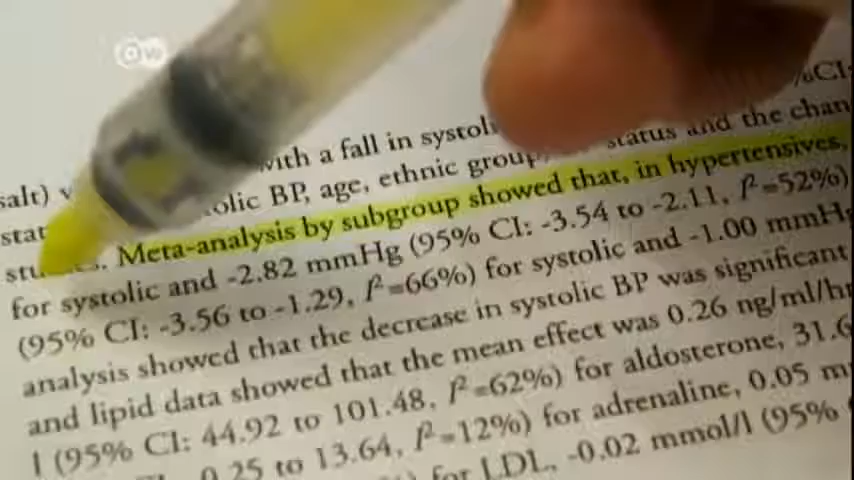 DW
%CI:
with a fall in systoli
salt) v olic BP, age, ethnic group, status and the chan
stat Meta-analysis by subgroup showed that, in hypertensives,
for systolic and -2.82 mmHg (95% CI: -3.54 to -2.11, I²=52%)
(95% CI: -3.56 to -1.29, I²=66%) for systolic and -1.00 mmHg
analysis showed that the decrease in systolic BP was significant
and lipid data showed that the mean effect was 0.26 ng/ml/hr
l (95% CI: 44.92 to 101.48, I²=62%) for aldosterone, 31.6
0.25 to 13.64, I²=12%) for adrenaline, 0.05 m
for LDL, -0.02 mmol/l (95%